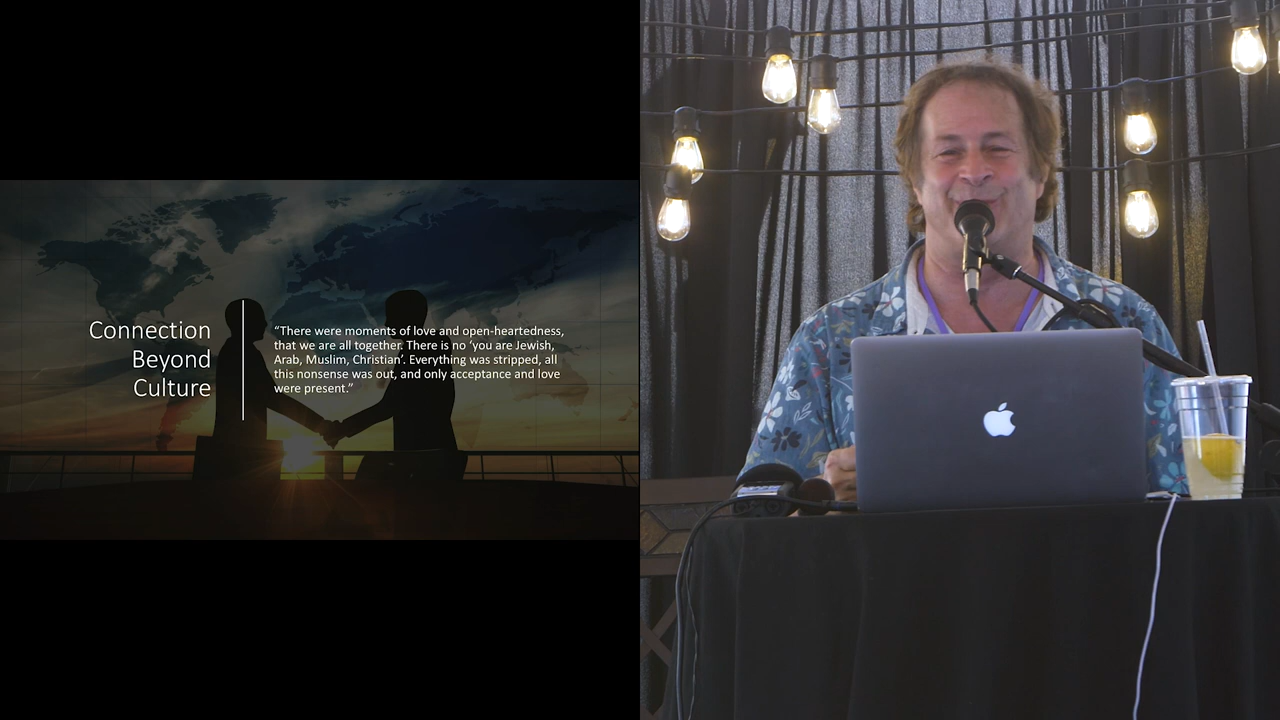 Connection
Beyond
Culture
“There were moments of love and open-heartedness,
that we are all together. There is no ‘you are Jewish,
Arab, Muslim, Christian’. Everything was stripped, all
this nonsense was out, and only acceptance and love
were present.”